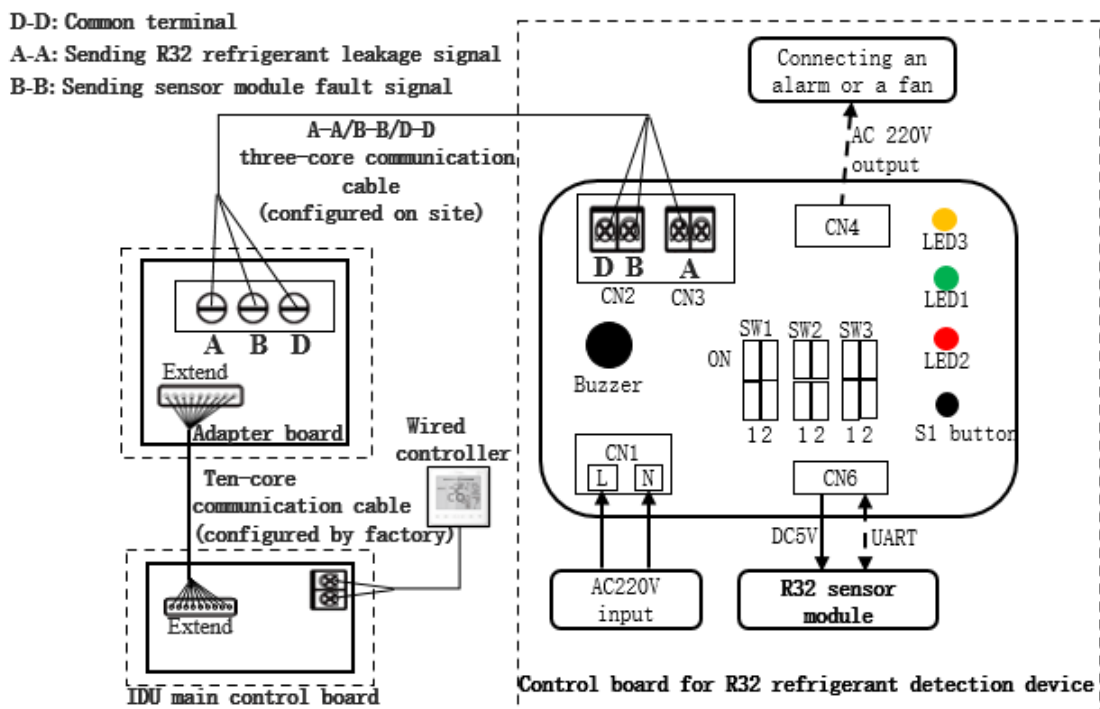 D-D: Common terminal
A-A: Sending R32 refrigerant leakage signal
B-B: Sending sensor module fault signal
A-A/B-B/D-D
three-core communication
cable
(configured on site)
A B D
Extend
Adapter board
Ten-core
communication cable
(configured by factory)
Wired
controller
Extend
IDU main control board
Connecting an
alarm or a fan
AC 220V
output
D B
A
CN2
CN3
CN4
LED3
LED1
LED2
S1 button
Buzzer
SW1 SW2 SW3
ON
1 2 1 2 1 2
CN1
L N
CN6
DC5V
UART
AC220V
input
R32 sensor
module
Control board for R32 refrigerant detection device